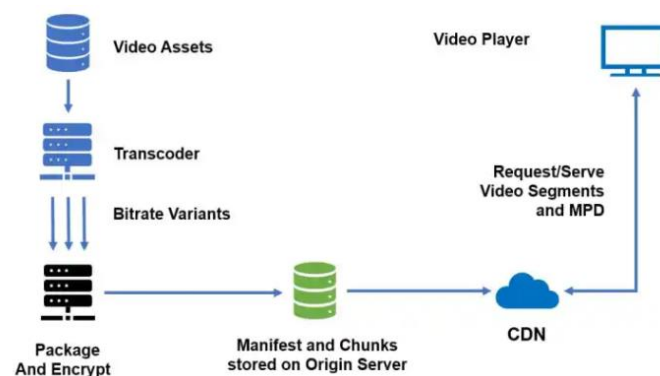 Video Assets
Video Player
Transcoder
Request/Serve
Video Segments
and MPD
Bitrate Variants
Package
And Encrypt
Manifest and Chunks
stored on Origin Server
CDN